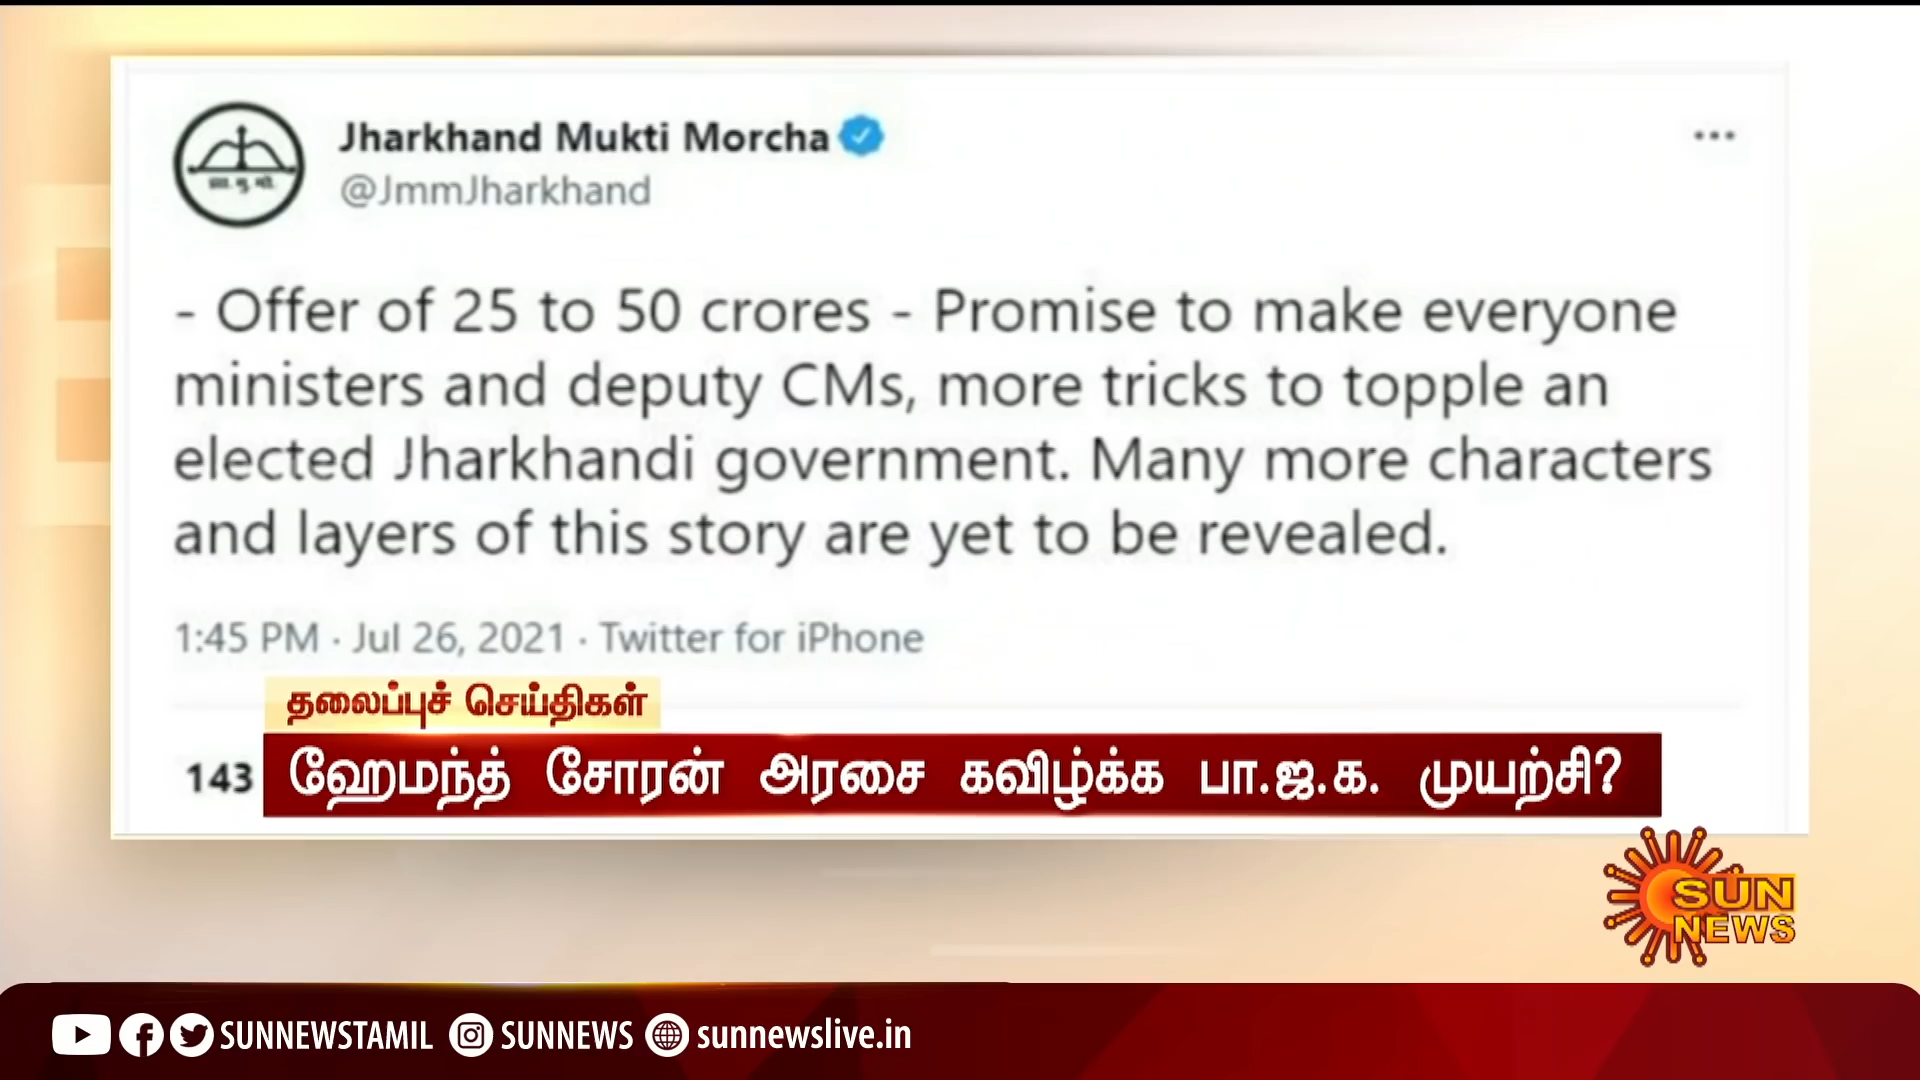 Jharkhand Mukti Morcha
@JmmJharkhand
- Offer of 25 to 50 crores - Promise to make everyone
ministers and deputy CMs, more tricks to topple an
elected Jharkhandi government. Many more characters
and layers of this story are yet to be revealed.
1:45 PM · Jul 26, 2021 · Twitter for iPhone
தலைப்புச் செய்திகள்
143
ஹேமந்த் சோரன் அரசை கவிழ்க்க பா.ஜ.க. முயற்சி?
SUN
NEWS
SUNNEWSTAMIL SUNNEWS sunnewslive.in